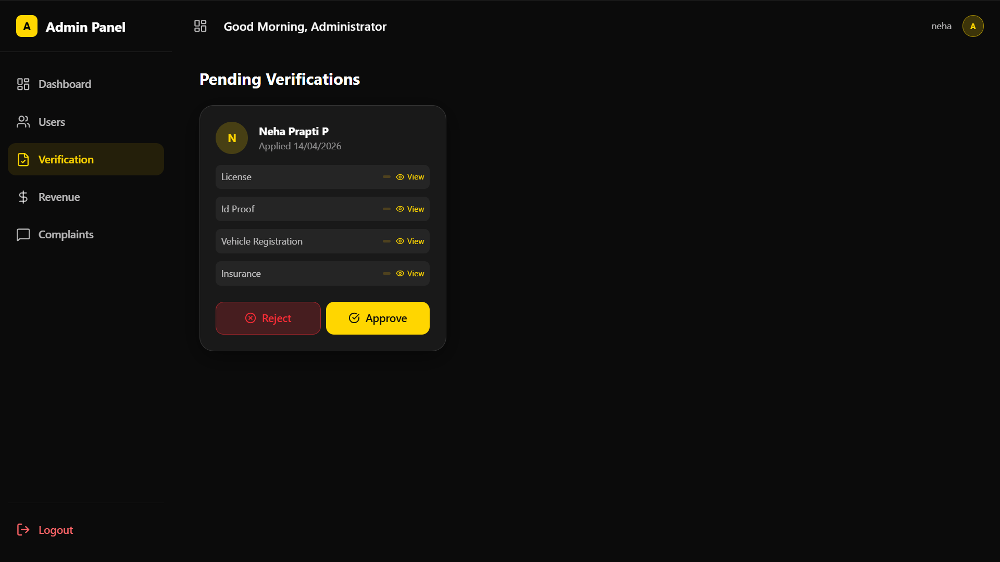 A Admin Panel
Good Morning, Administrator
neha A
Dashboard
Users
Verification
Revenue
Complaints
Logout
Pending Verifications
N
Neha Prapti P
Applied 14/04/2026
License View
Id Proof View
Vehicle Registration View
Insurance View
Reject Approve